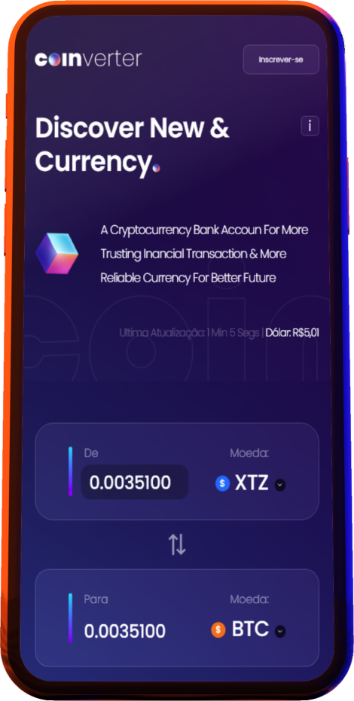 coinverter
Inscrever-se
Discover New &
Currency.
i
A Cryptocurrency Bank Accoun For More
Trusting Inancial Transaction & More
Reliable Currency For Better Future
coin
Ultima Atualização: 1 Min 5 Segs | Dólar: R$5,01
De
Moeda:
0.0035100
$ XTZ
Para
Moeda:
0.0035100
$ BTC